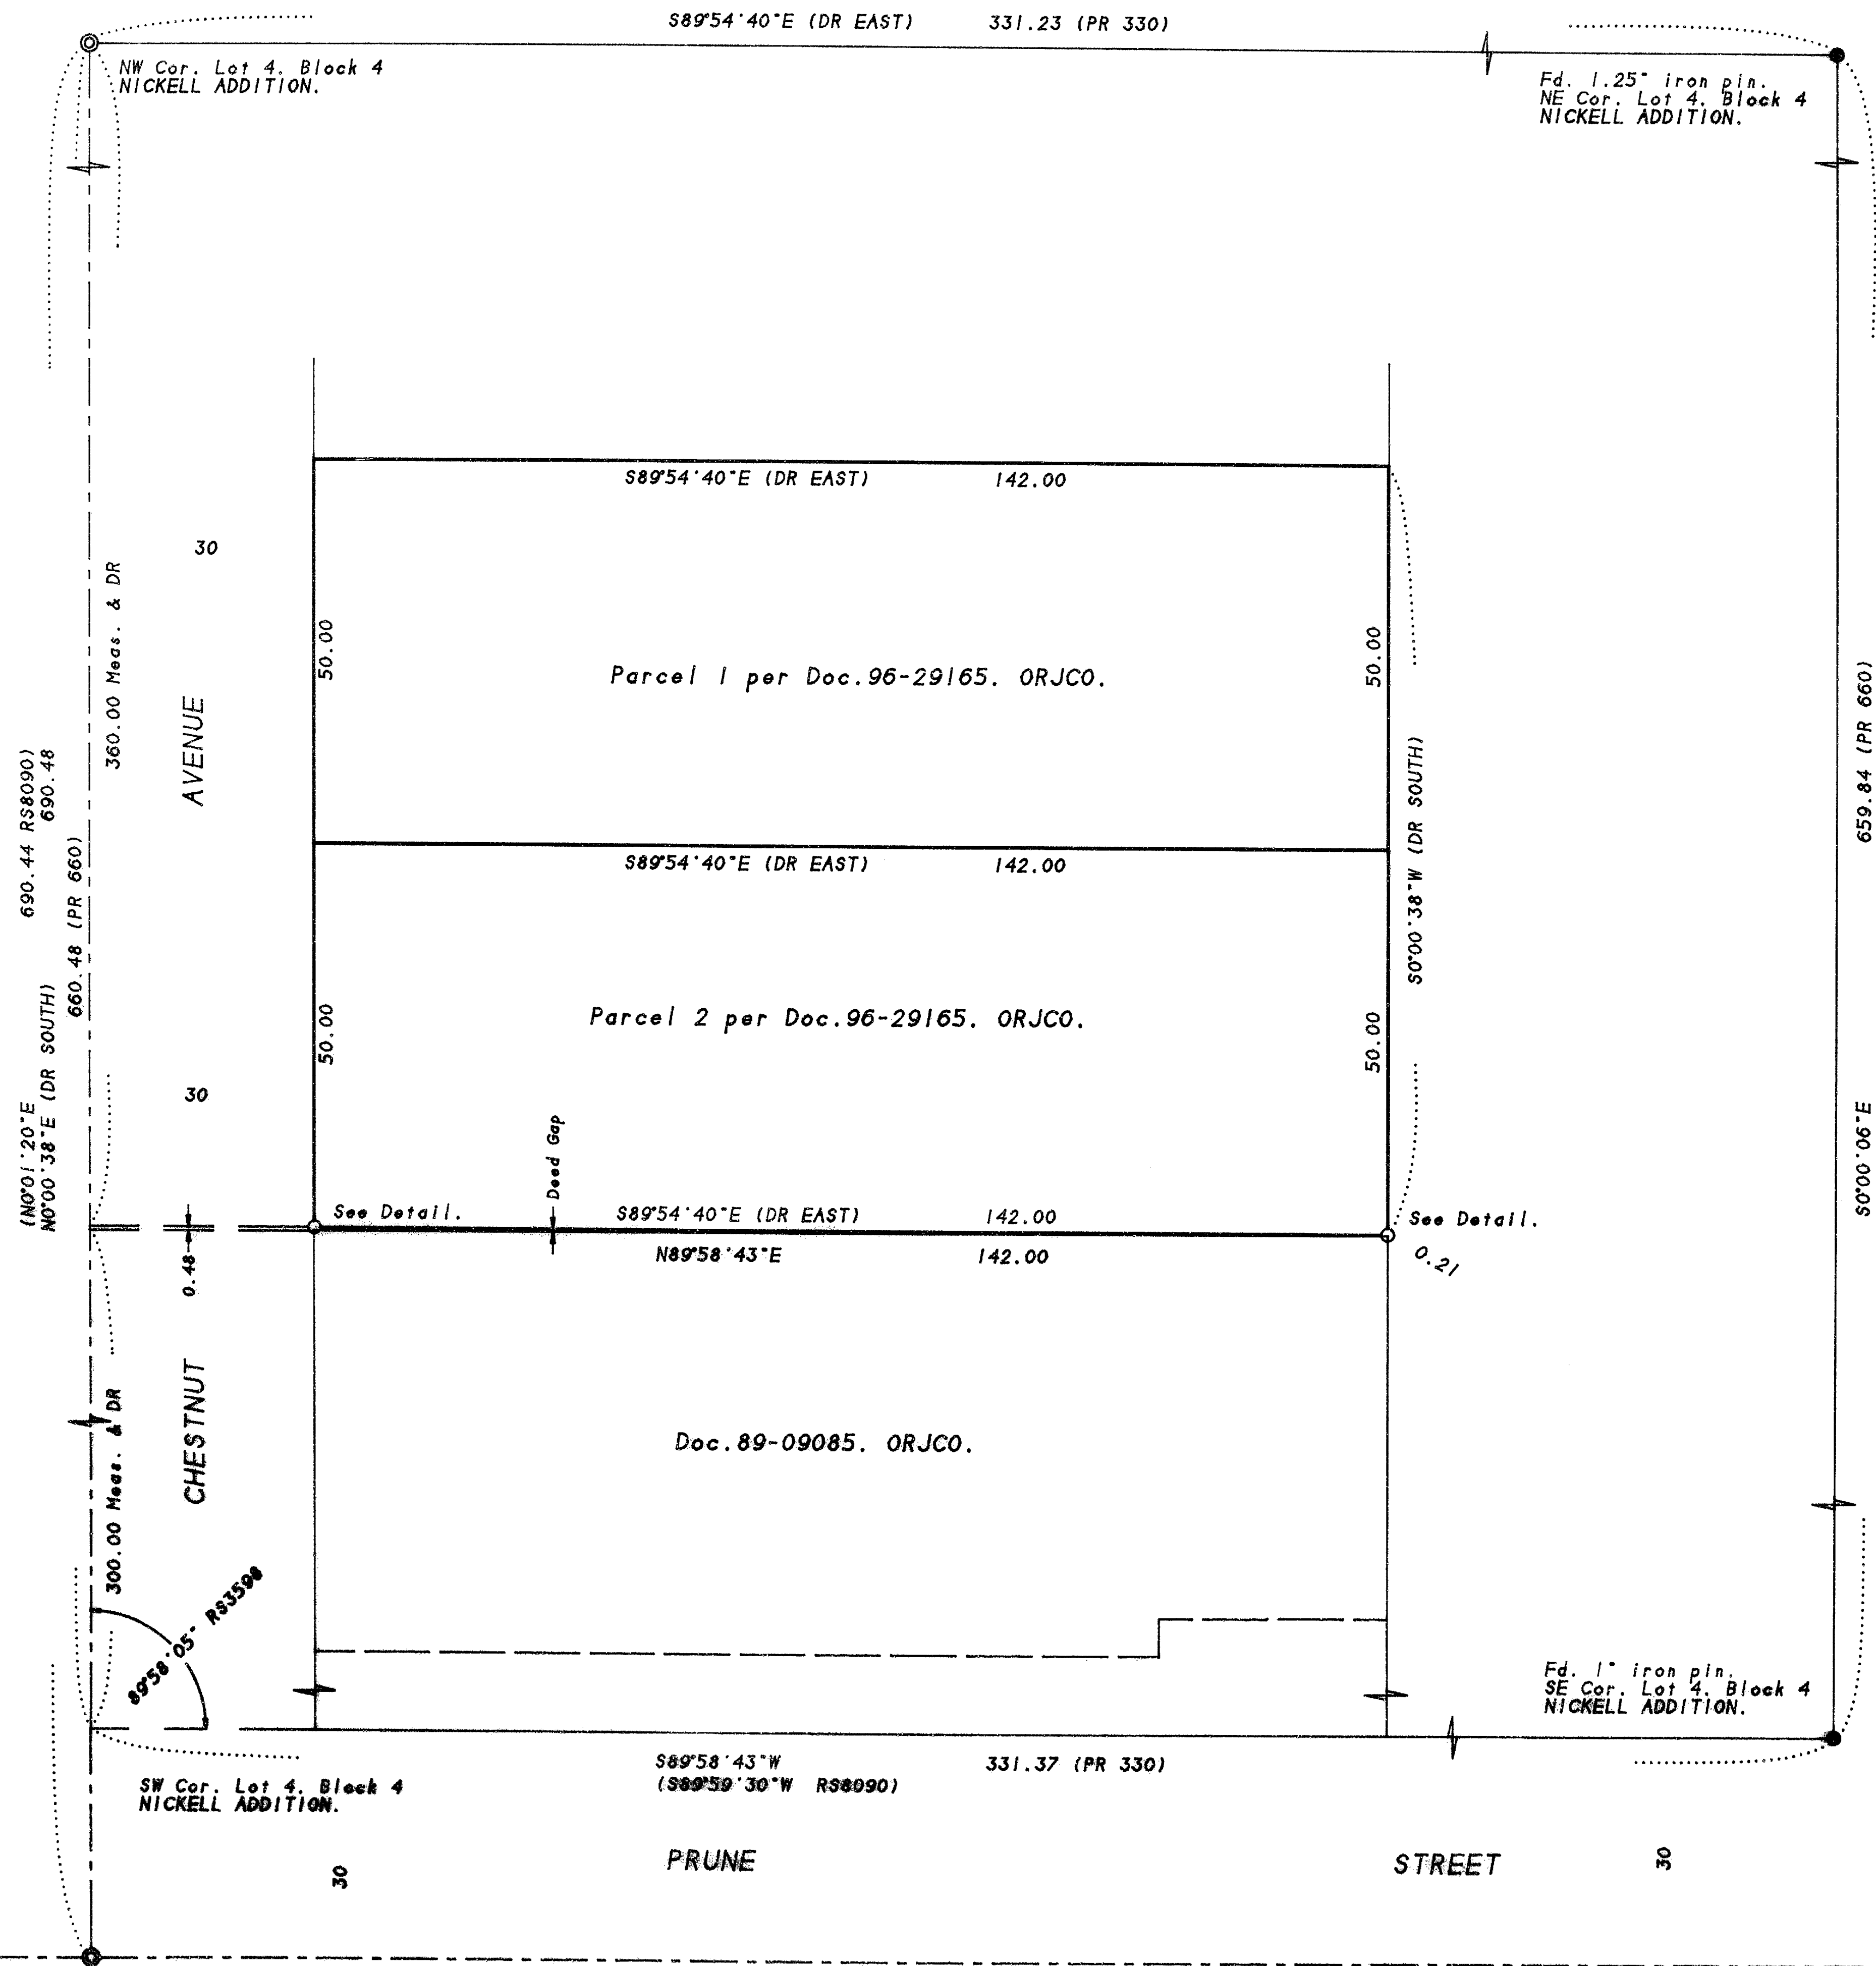 S89°54'40"E (DR EAST) 331.23 (PR 330)
NW Cor. Lot 4, Block 4
NICKELL ADDITION.
Fd. 1.25" iron pin.
NE Cor. Lot 4, Block 4
NICKELL ADDITION.
S89°54'40"E (DR EAST) 142.00
30
360.00 Meas. & DR
AVENUE
50.00
50.00
Parcel 1 per Doc.96-29165, ORJCO.
S0°00'38"W (DR SOUTH)
659.84 (PR 660)
S0°00'06"E
(N0°01'20"E 690.44 RS8090)
N0°00'38"E (DR SOUTH) 690.48
660.48 (PR 660)
S89°54'40"E (DR EAST) 142.00
50.00
50.00
Parcel 2 per Doc.96-29165, ORJCO.
30
Deed Gap
See Detail.
S89°54'40"E (DR EAST) 142.00
See Detail.
0.48
N89°58'43"E 142.00
0.21
CHESTNUT
300.00 Meas. & DR
Doc.89-09085, ORJCO.
89°58'05" RS3598
Fd. 1" iron pin.
SE Cor. Lot 4, Block 4
NICKELL ADDITION.
S89°58'43"W 331.37 (PR 330)
(S89°59'30"W RS8090)
SW Cor. Lot 4, Block 4
NICKELL ADDITION.
30
PRUNE STREET
30